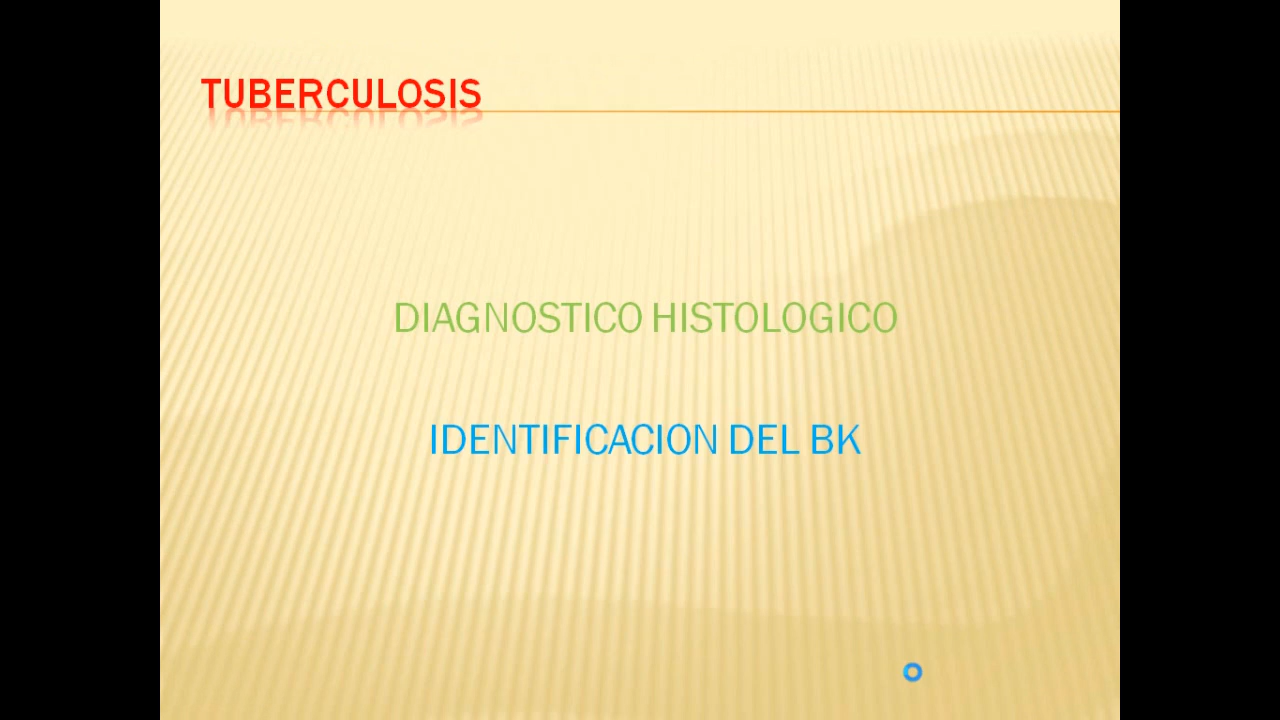 TUBERCULOSIS
DIAGNOSTICO HISTOLOGICO
IDENTIFICACION DEL BK